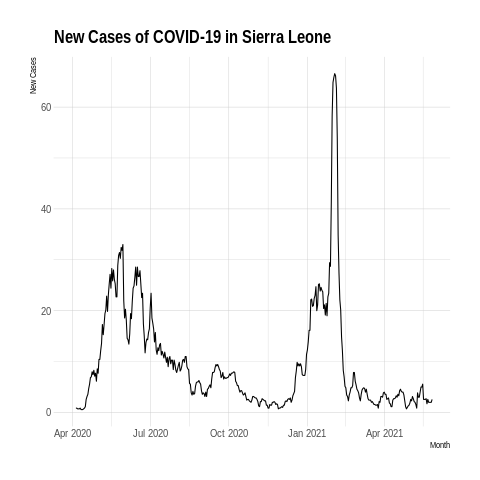 New Cases of COVID-19 in Sierra Leone
New Cases
60
40
20
0
Apr 2020 Jul 2020 Oct 2020 Jan 2021 Apr 2021
Month